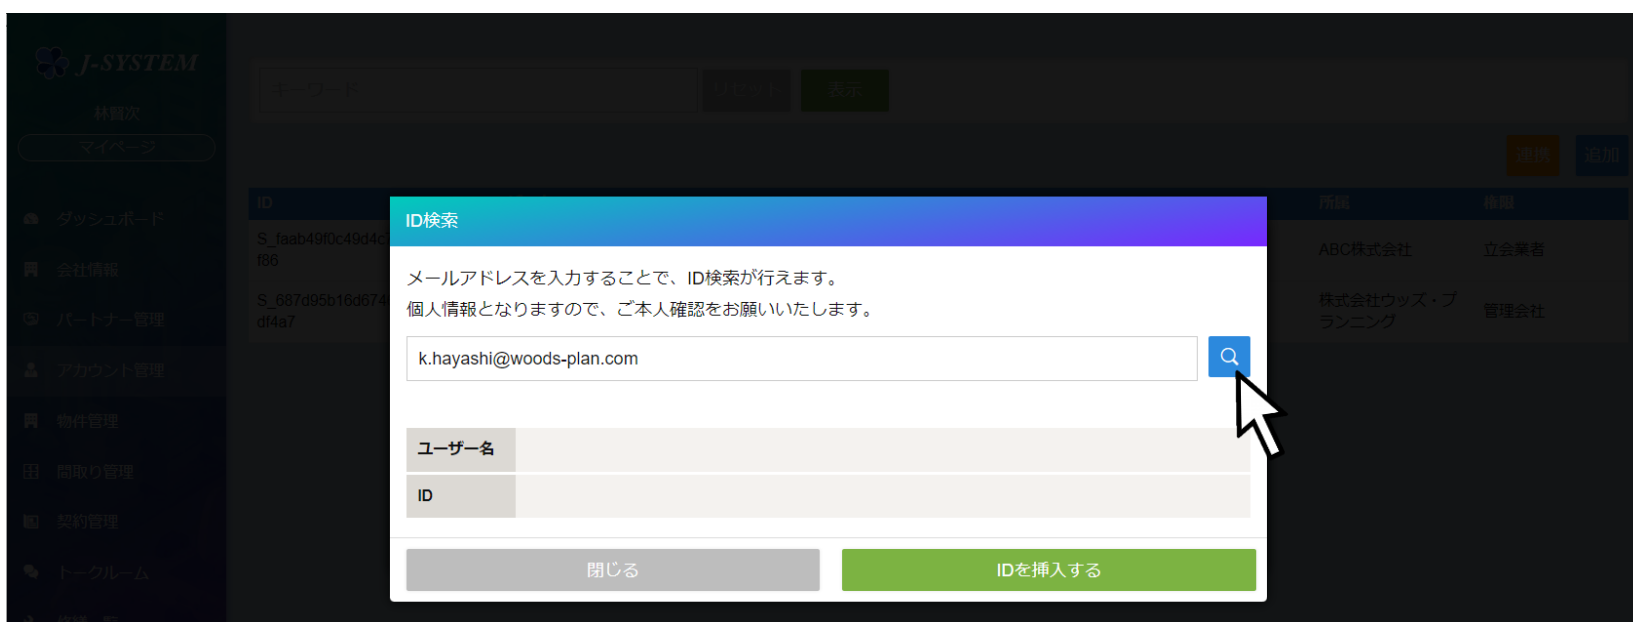 J-SYSTEM
林賢次
マイページ
ダッシュボード
会社情報
パートナー管理
アカウント管理
物件管理
間取り管理
契約管理
トークルーム
キーワード
リセット
表示
連携
追加
ID
所属
権限
S_faab49f0c49d4c
f86
ABC株式会社
立会業者
S_687d95b16d674
df4a7
株式会社ウッズ・プ
ランニング
管理会社
ID検索
メールアドレスを入力することで、ID検索が行えます。
個人情報となりますので、ご本人確認をお願いいたします。
k.hayashi@woods-plan.com
ユーザー名
ID
閉じる
IDを挿入する